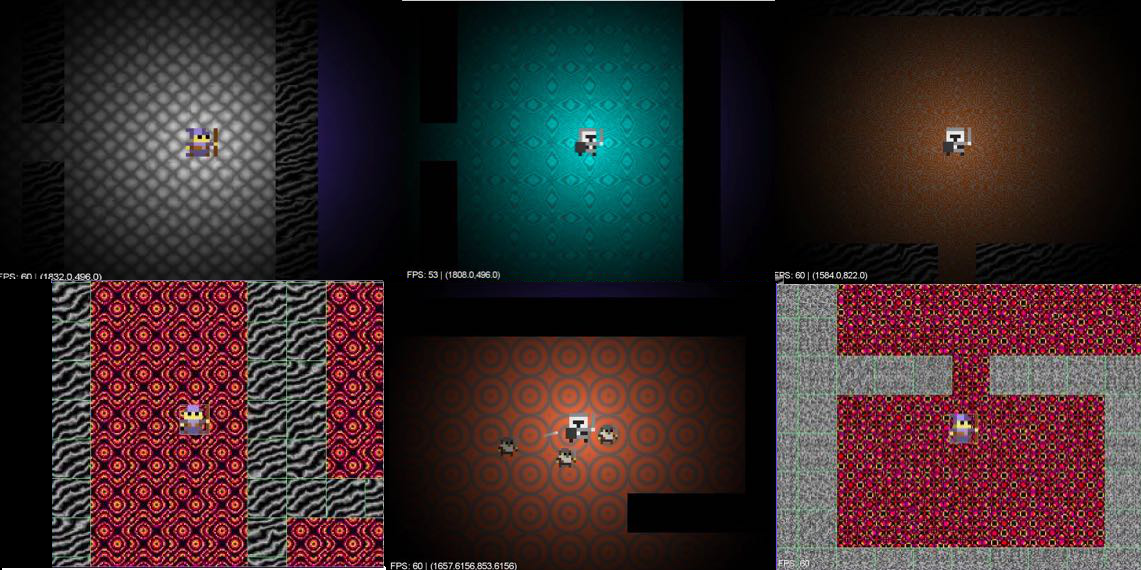 FPS: 60 | (1832.0,496.0)
FPS: 53 | (1808.0,496.0)
FPS: 60 | (1584.0,822.0)
FPS: 60 | (1657.6156,853.6156)
FPS: 60